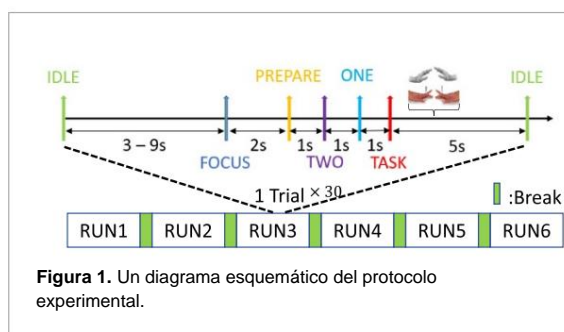 IDLE PREPARE ONE IDLE
3 – 9s 2s 1s 1s 1s 5s
FOCUS TWO TASK
1 Trial × 30
:Break
RUN1 RUN2 RUN3 RUN4 RUN5 RUN6
Figura 1. Un diagrama esquemático del protocolo
experimental.